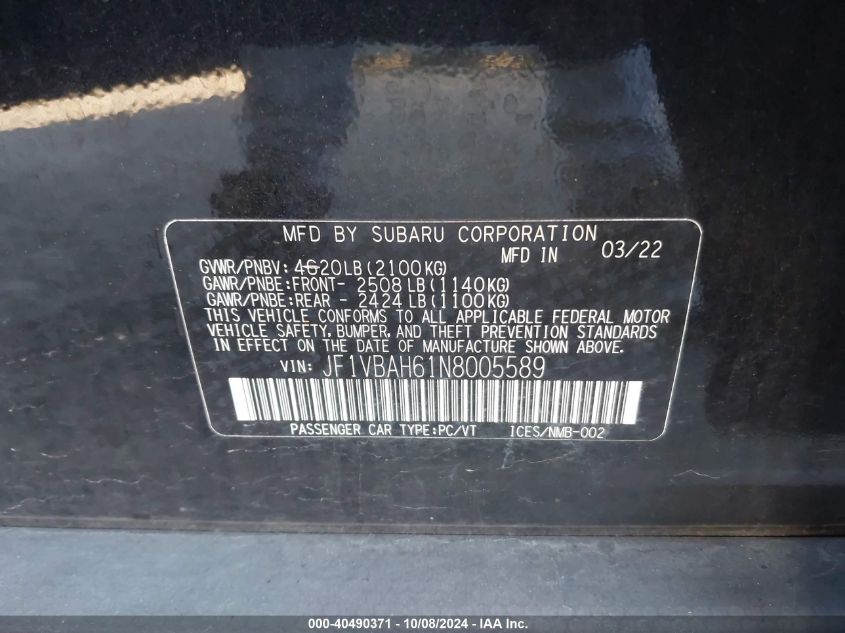 MFD BY SUBARU CORPORATION
MFD IN 03/22
GVWR/PNBV: 4620LB(2100KG)
GAWR/PNBE:FRONT- 2508LB(1140KG)
GAWR/PNBE:REAR - 2424LB(1100KG)
THIS VEHICLE CONFORMS TO ALL APPLICABLE FEDERAL MOTOR
VEHICLE SAFETY, BUMPER, AND THEFT PREVENTION STANDARDS
IN EFFECT ON THE DATE OF MANUFACTURE SHOWN ABOVE.
VIN: JF1VBAH61N8005589
PASSENGER CAR TYPE:PC/VT ICES/NMB-002
000-40490371 - 10/08/2024 - IAA Inc.